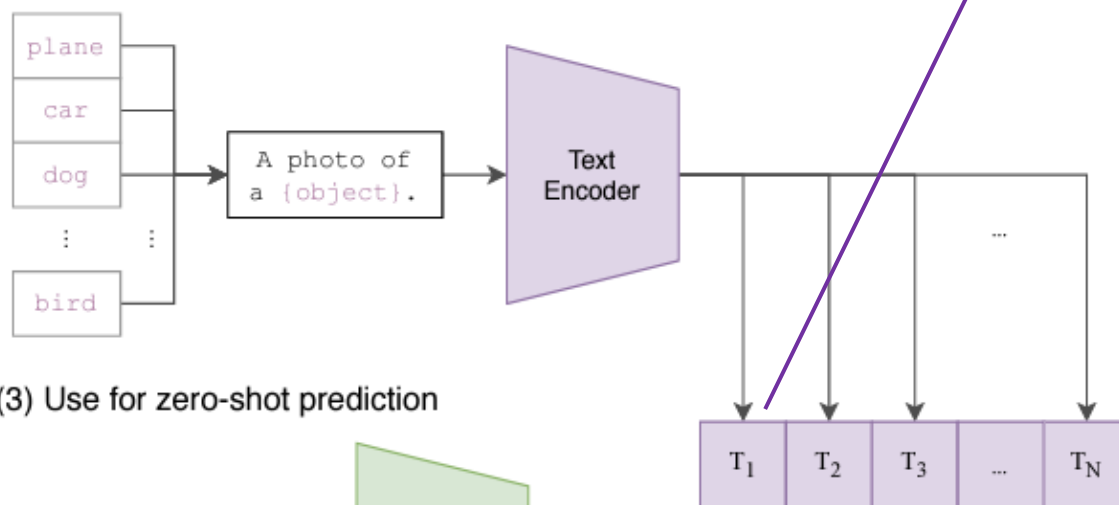 plane
car
dog
⋮ ⋮
bird
A photo of
a {object}.
Text
Encoder
...
(3) Use for zero-shot prediction
T1 T2 T3 ... TN